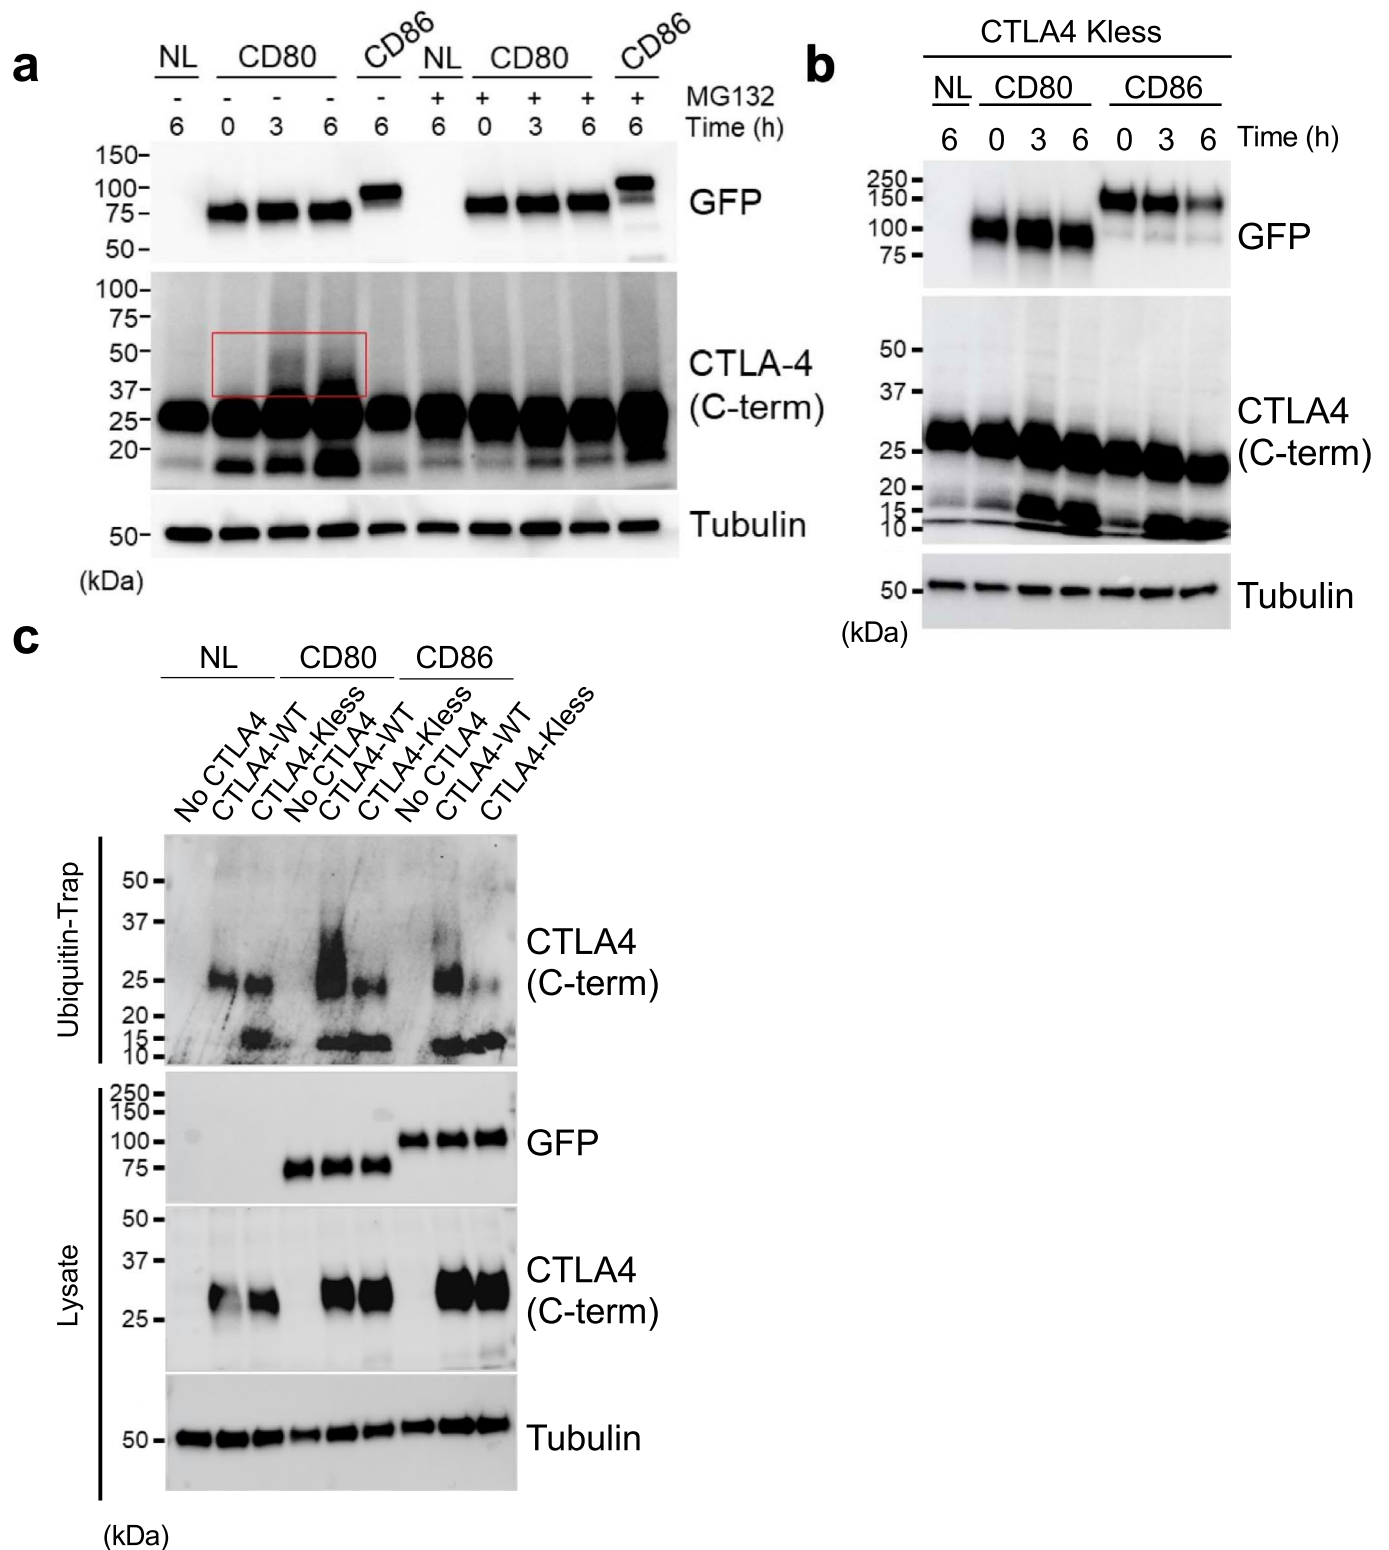 a
NL CD80 CD86 NL CD80 CD86
- - - - - + + + + + MG132
6 0 3 6 6 6 0 3 6 6 Time (h)
150
100
75
50
GFP
100
75
50
37
25
20
CTLA-4
(C-term)
50
Tubulin
(kDa)
b
CTLA4 Kless
NL CD80 CD86
6 0 3 6 0 3 6 Time (h)
250
150
100
75
GFP
50
37
25
20
15
10
CTLA4
(C-term)
50
Tubulin
(kDa)
c
NL CD80 CD86
No CTLA4
CTLA4-WT
CTLA4-Kless
No CTLA4
CTLA4-WT
CTLA4-Kless
No CTLA4
CTLA4-WT
CTLA4-Kless
Ubiquitin-Trap
50
37
25
20
15
10
CTLA4
(C-term)
Lysate
250
150
100
75
GFP
50
37
25
CTLA4
(C-term)
50
Tubulin
(kDa)